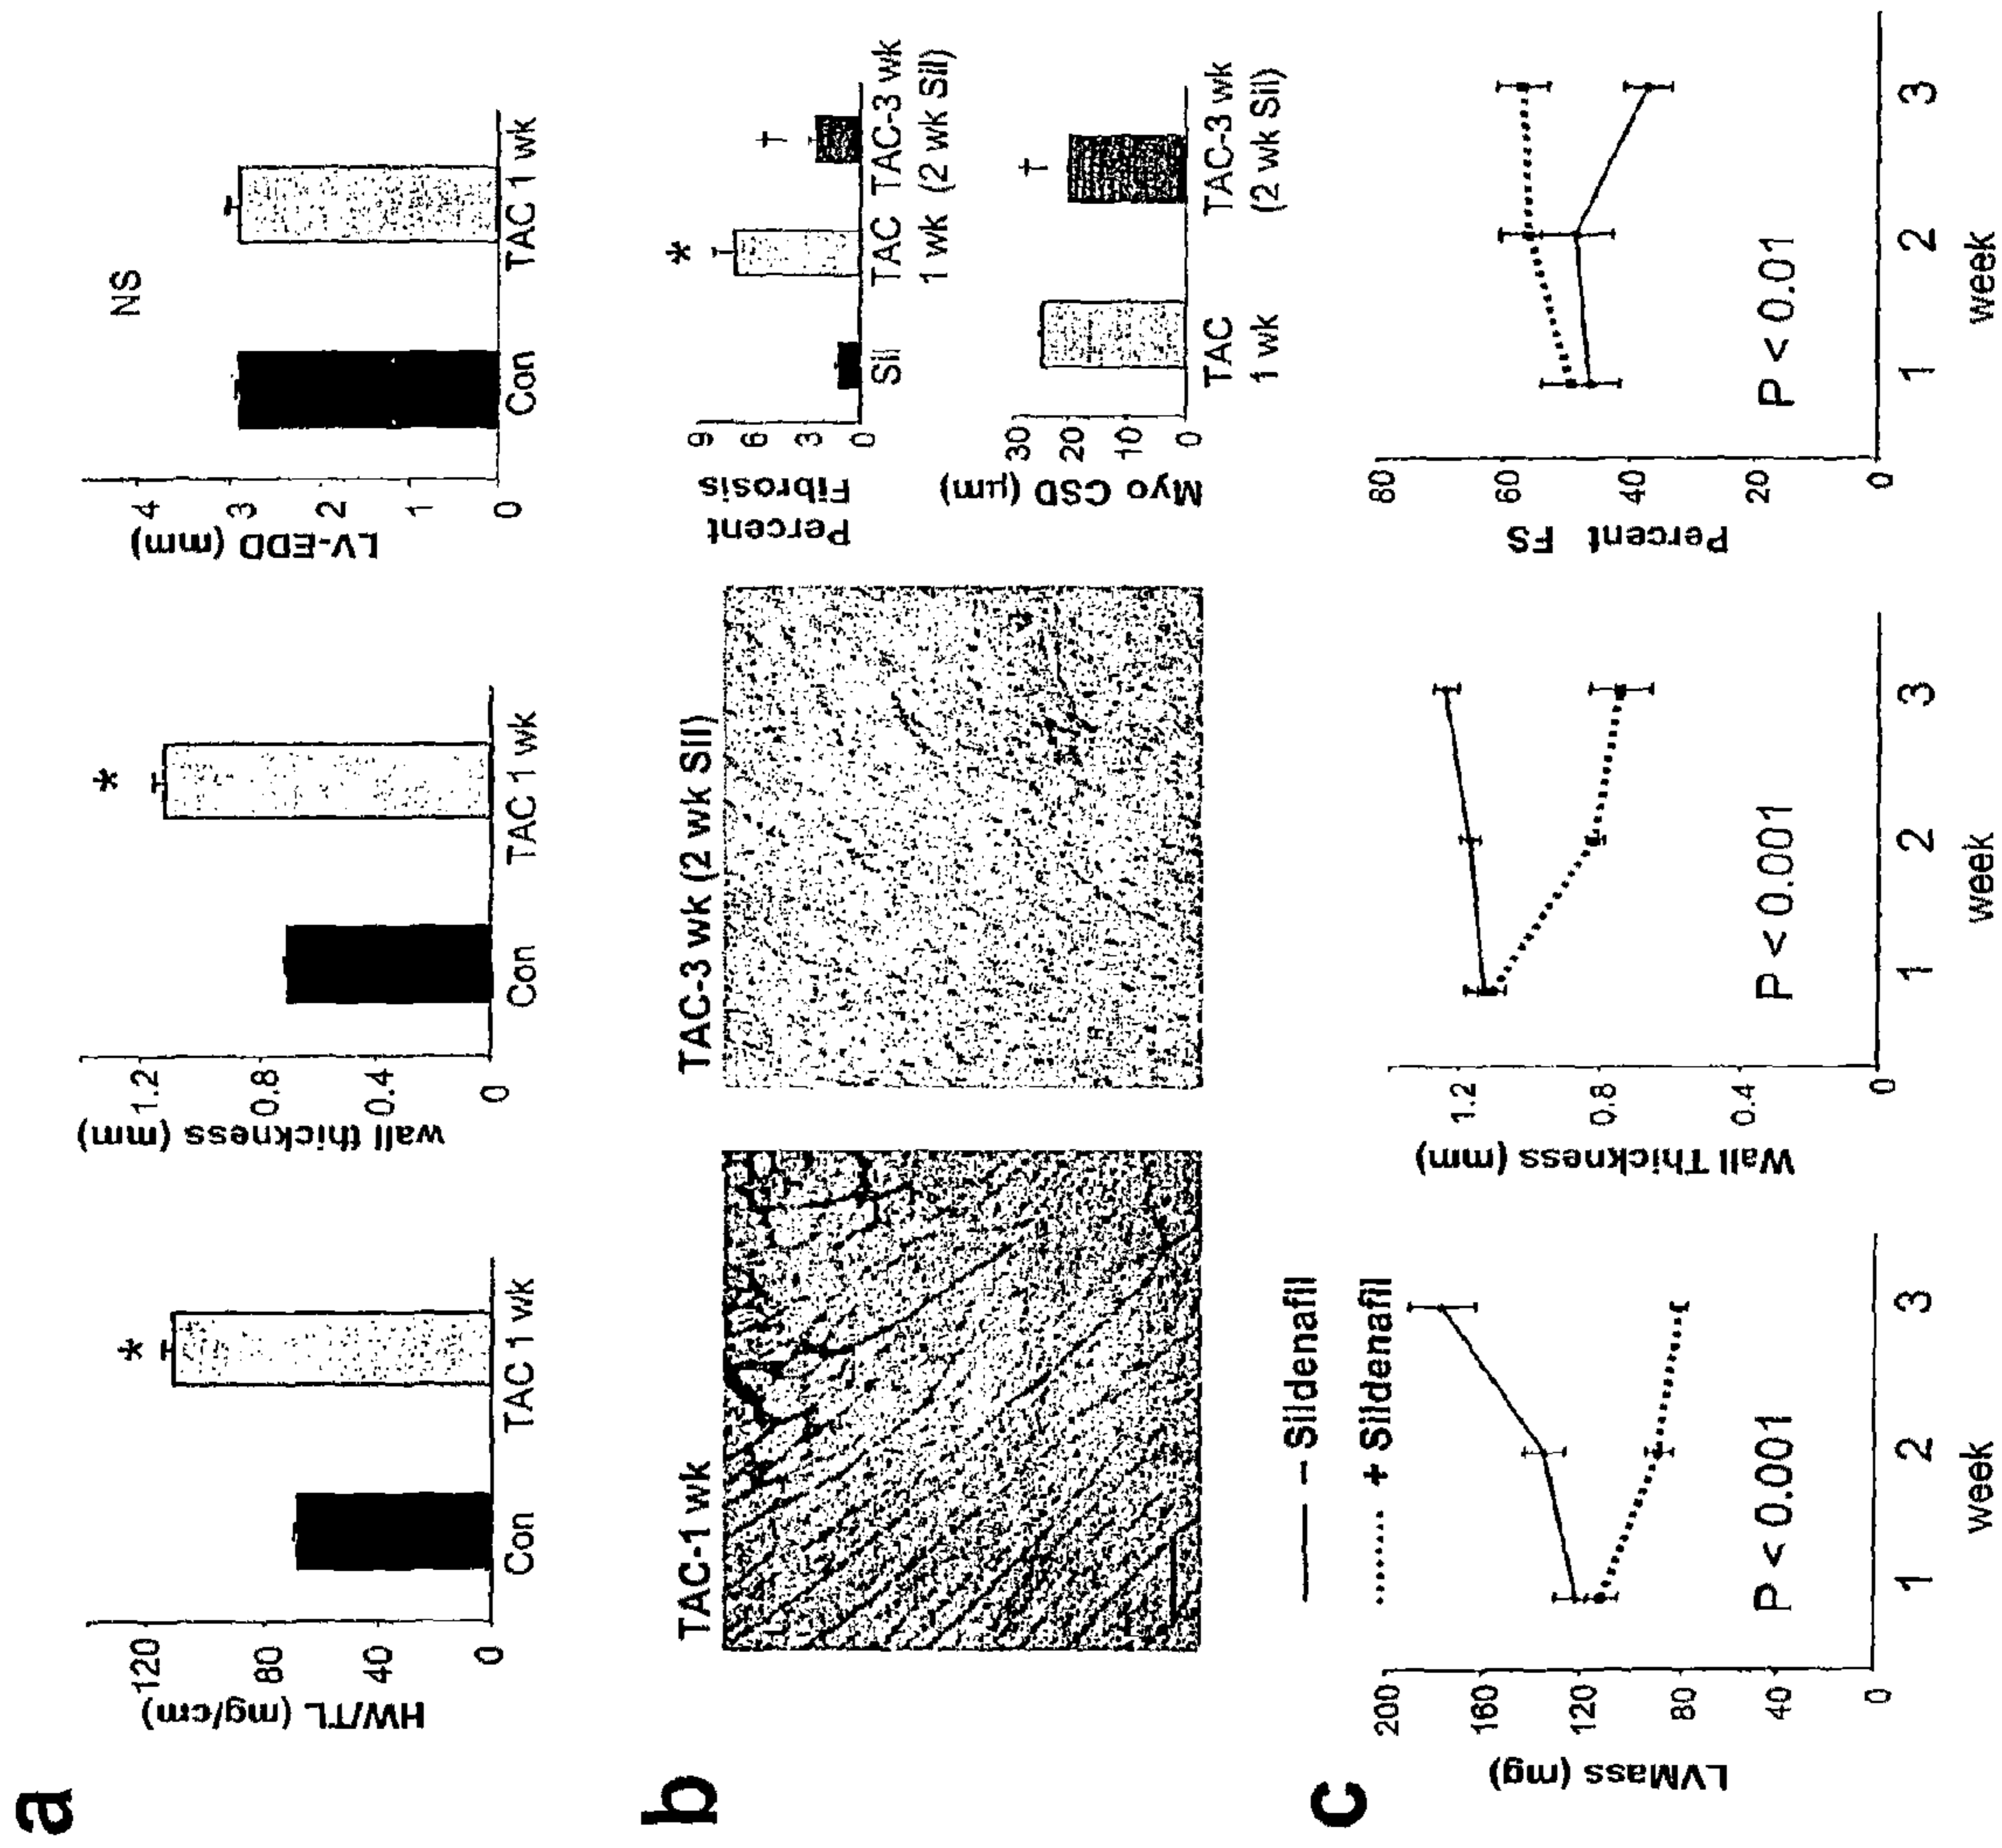 a
HW/TL (mg/cm)
120
80
40
0
Con
TAC 1 wk
*
wall thickness (mm)
1.2
0.8
0.4
0
Con
TAC 1 wk
*
LV-EDD (mm)
4
3
2
1
0
Con
TAC 1 wk
NS
b
TAC-1 wk
TAC-3 wk (2 wk Sil)
Percent
Fibrosis
9
6
3
0
*
†
Sil
TAC
1 wk
TAC-3 wk
(2 wk Sil)
Myo CSD (μm)
30
20
10
0
†
TAC
1 wk
TAC-3 wk
(2 wk Sil)
c
– Sildenafil
+ Sildenafil
LVMass (mg)
200
160
120
80
40
0
P < 0.001
1 2 3
week
Wall Thickness (mm)
1.2
0.8
0.4
0
P < 0.001
1 2 3
week
Percent FS
80
60
40
20
0
P < 0.01
1 2 3
week